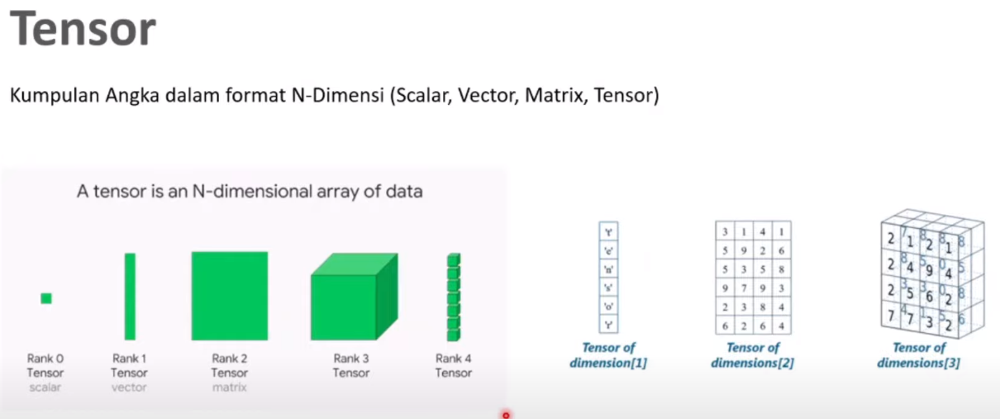 Tensor
Kumpulan Angka dalam format N-Dimensi (Scalar, Vector, Matrix, Tensor)
A tensor is an N-dimensional array of data
Rank 0
Tensor
scalar
Rank 1
Tensor
vector
Rank 2
Tensor
matrix
Rank 3
Tensor
Rank 4
Tensor
't'
'e'
'n'
's'
'o'
'r'
Tensor of
dimension[1]
3 1 4 1
5 9 2 6
5 3 5 8
9 7 9 3
2 3 8 4
6 2 6 4
Tensor of
dimensions[2]
2 7 1 8 2 8 1 8
2 8 4 5 9 0 4 5
2 3 5 3 6 0 2 8
7 4 7 1 3 5 2 6
Tensor of
dimensions[3]